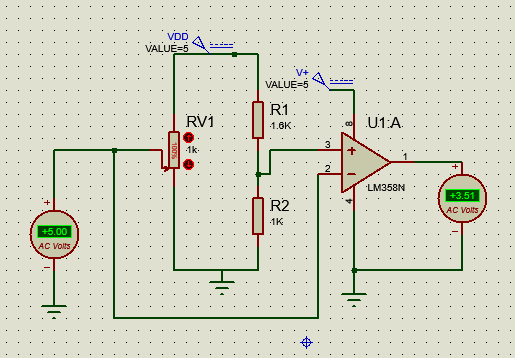 VDD
VALUE=5
V+
VALUE=5
RV1
1k
100%
R1
1.6K
U1:A
8
3
2
1
4
LM358N
R2
1K
+
+5.00
AC Volts
−
+
+3.51
AC Volts
−